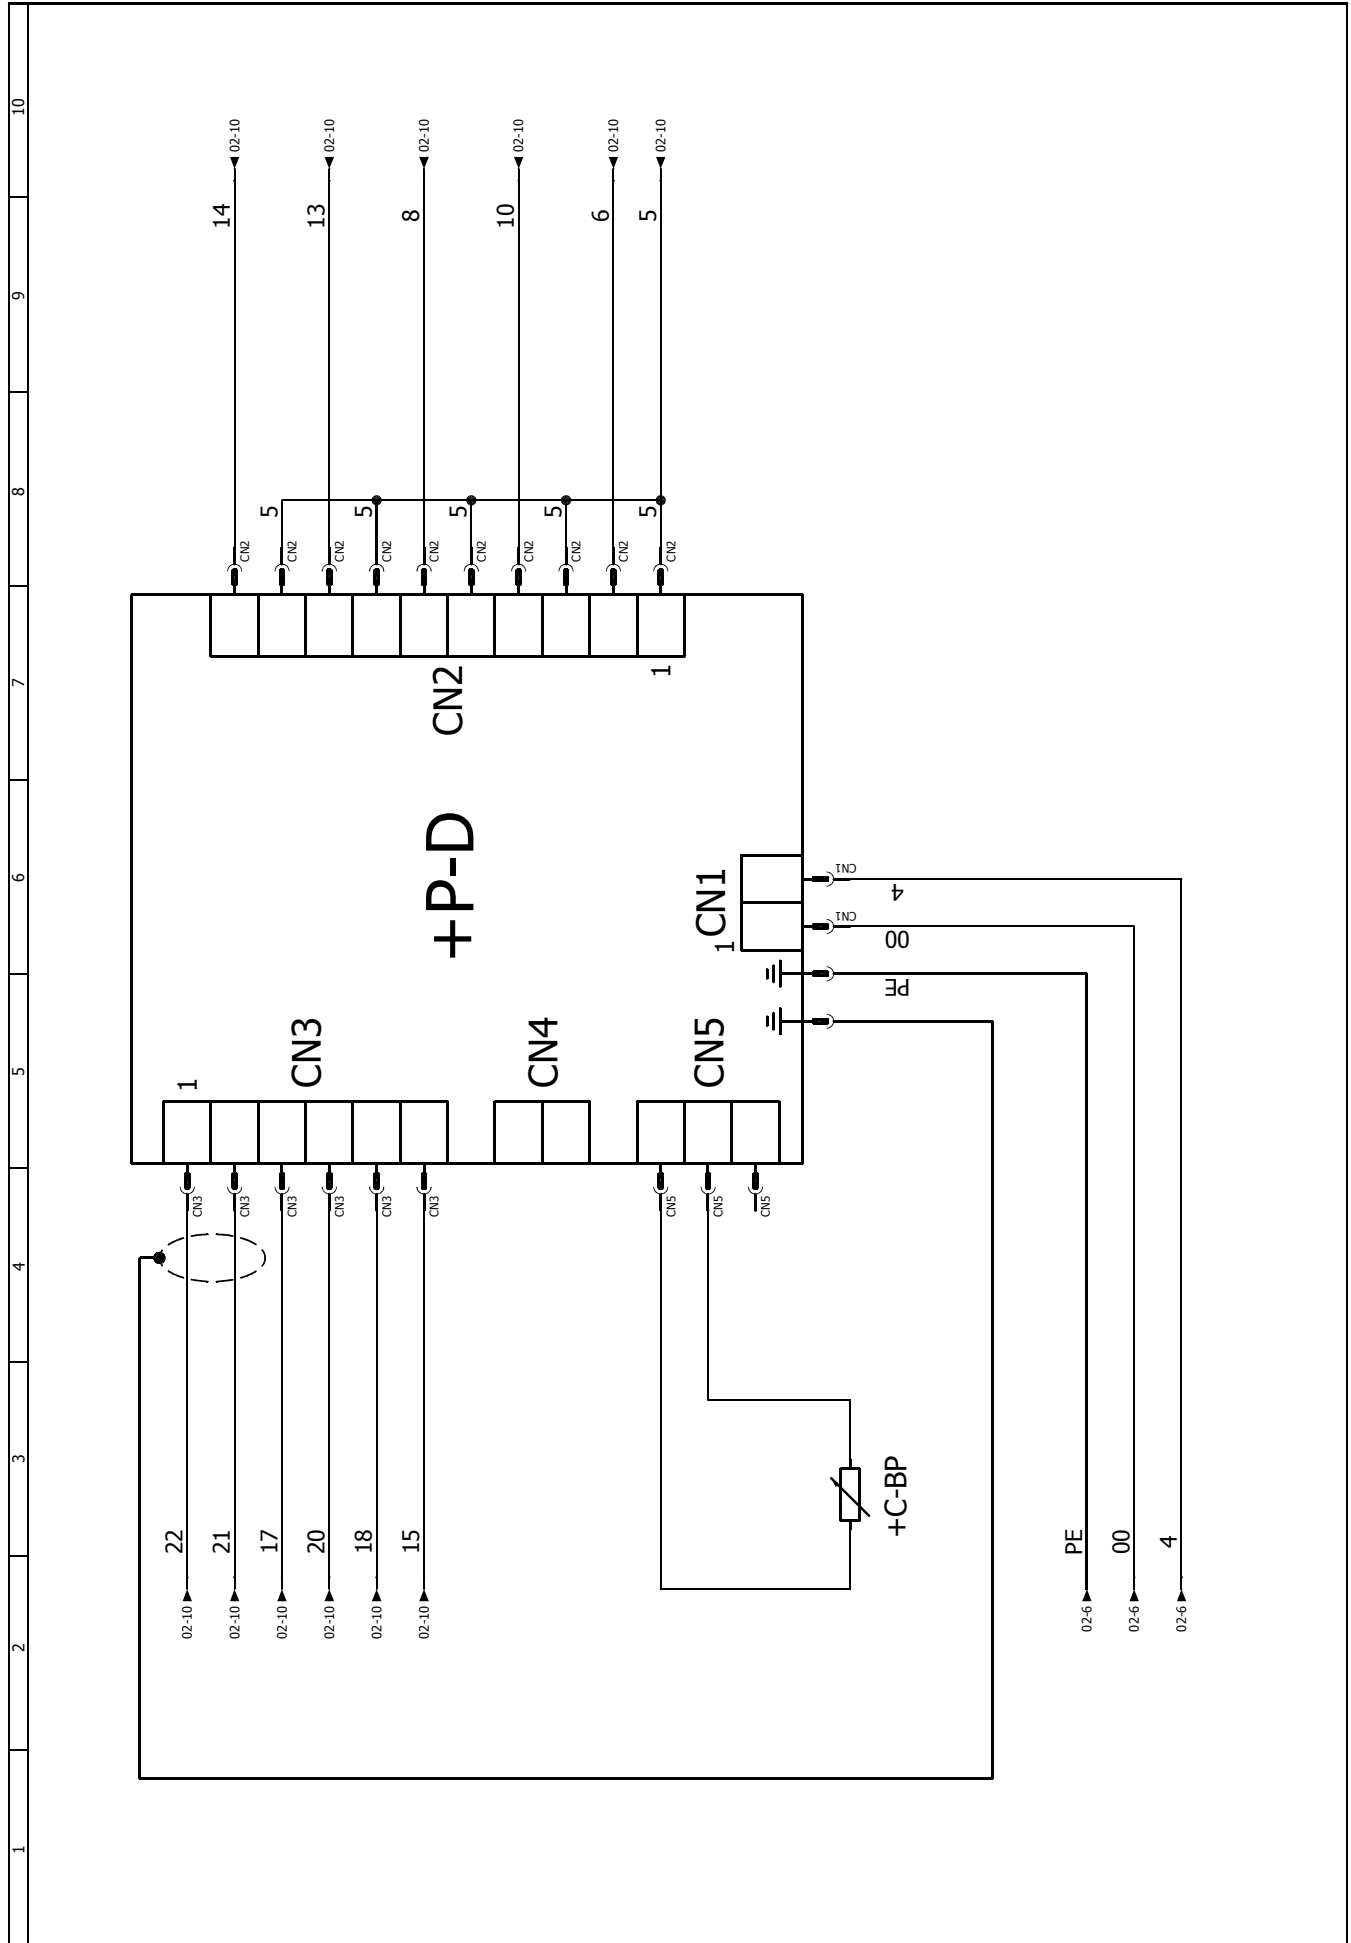 1 2 3 4 5 6 7 8 9 10
22
02-10 CN3 1
21 14
02-10 CN3 CN2 02-10
17 5
02-10 CN3 CN2
CN3
20 13
02-10 CN3 CN2 02-10
18 5
02-10 CN3 CN2
15 8
02-10 CN3 CN2 02-10
+P-D CN2
5
CN2
10
CN2 02-10
CN4
5
CN2
6
CN2 02-10
5 5
CN5 1 CN2 02-10
CN5 CN1
CN5 1
CN5
CN1
CN1
4
00
PE
+C-BP
PE
02-6
00
02-6
4
02-6